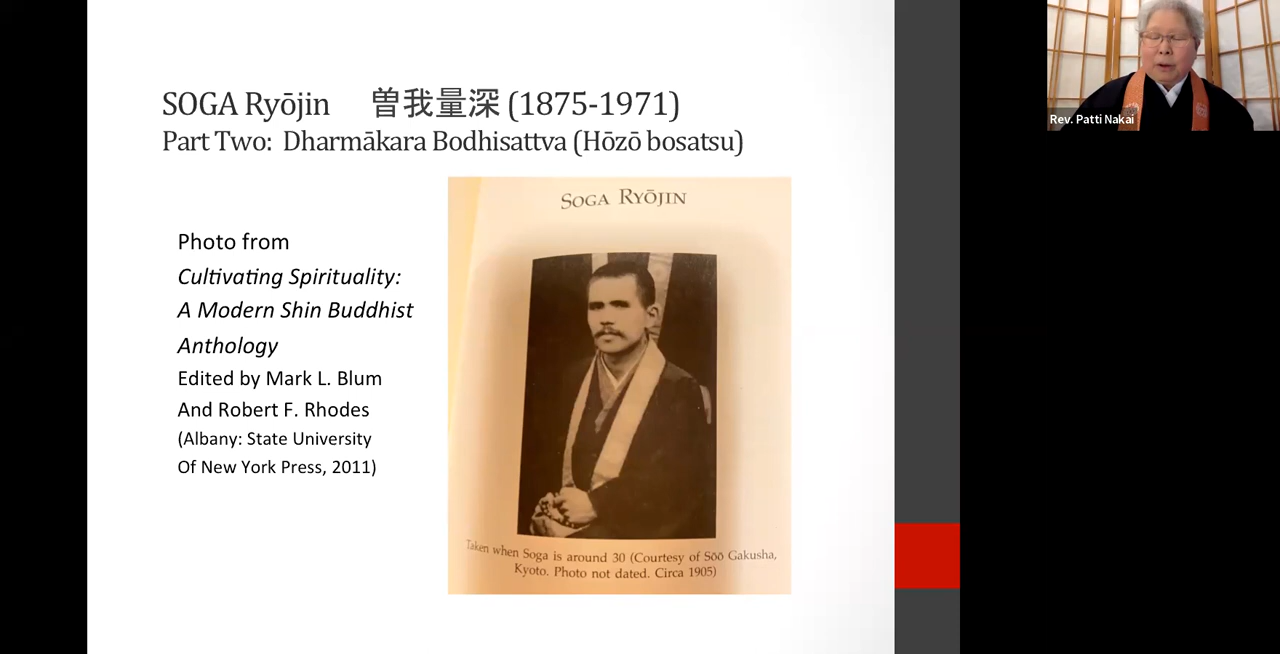 SOGA Ryōjin 曽我量深 (1875-1971)
Part Two: Dharmākara Bodhisattva (Hōzō bosatsu)
Photo from
Cultivating Spirituality:
A Modern Shin Buddhist
Anthology
Edited by Mark L. Blum
And Robert F. Rhodes
(Albany: State University
Of New York Press, 2011)
SOGA RYŌJIN
Taken when Soga is around 30 (Courtesy of Sōō Gakusha,
Kyoto. Photo not dated. Circa 1905)
Rev. Patti Nakai